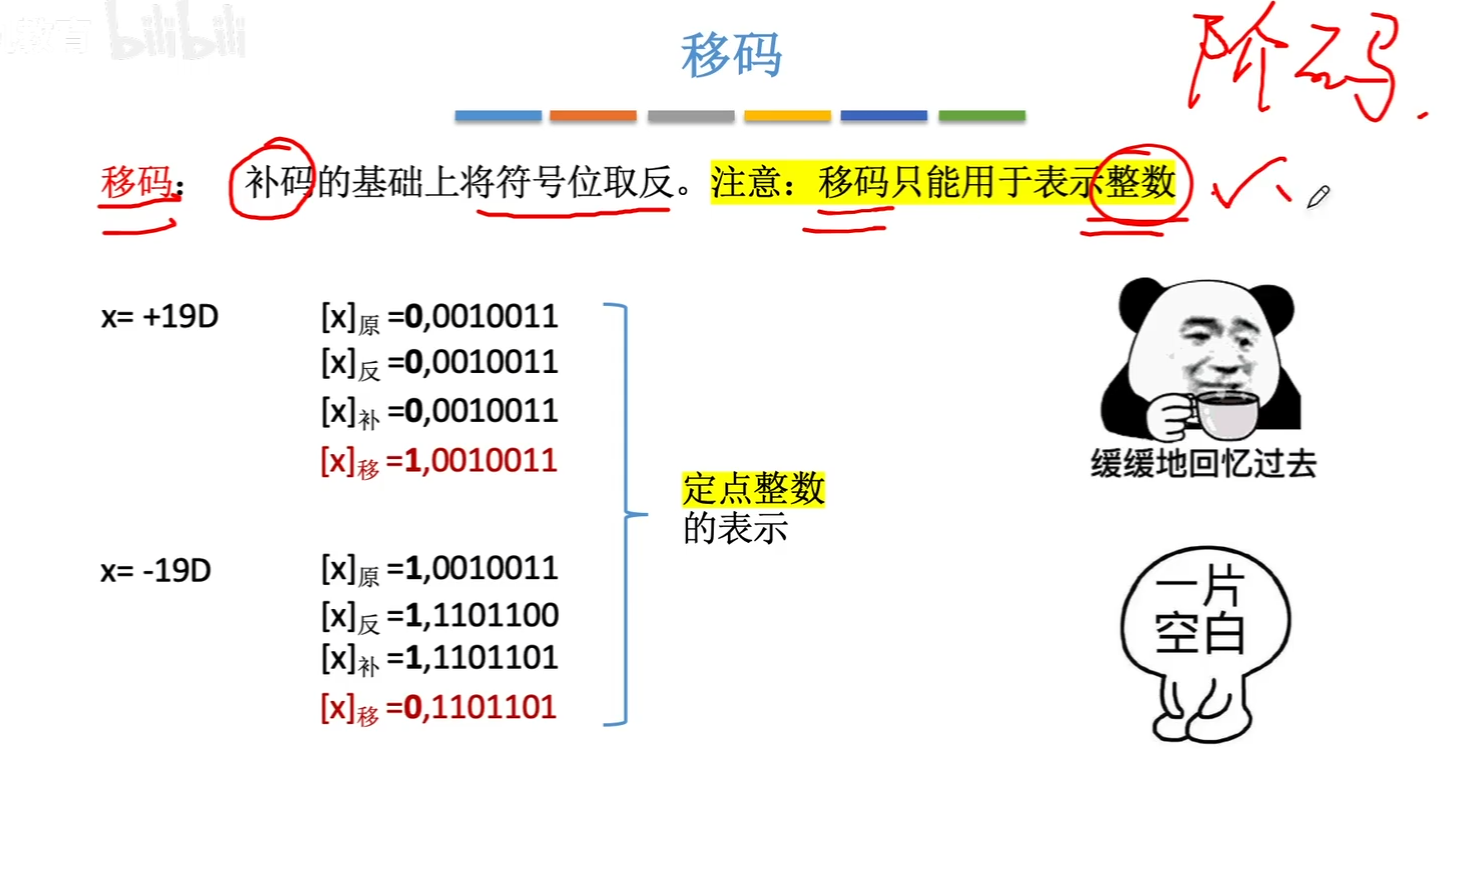 教育 bilibili
移码
阶码.
移码： 补码的基础上将符号位取反。注意：移码只能用于表示整数
x= +19D
[x]原 =0,0010011
[x]反 =0,0010011
[x]补 =0,0010011
[x]移 =1,0010011
缓缓地回忆过去
定点整数
的表示
x= -19D
[x]原 =1,0010011
[x]反 =1,1101100
[x]补 =1,1101101
[x]移 =0,1101101
一片
空白